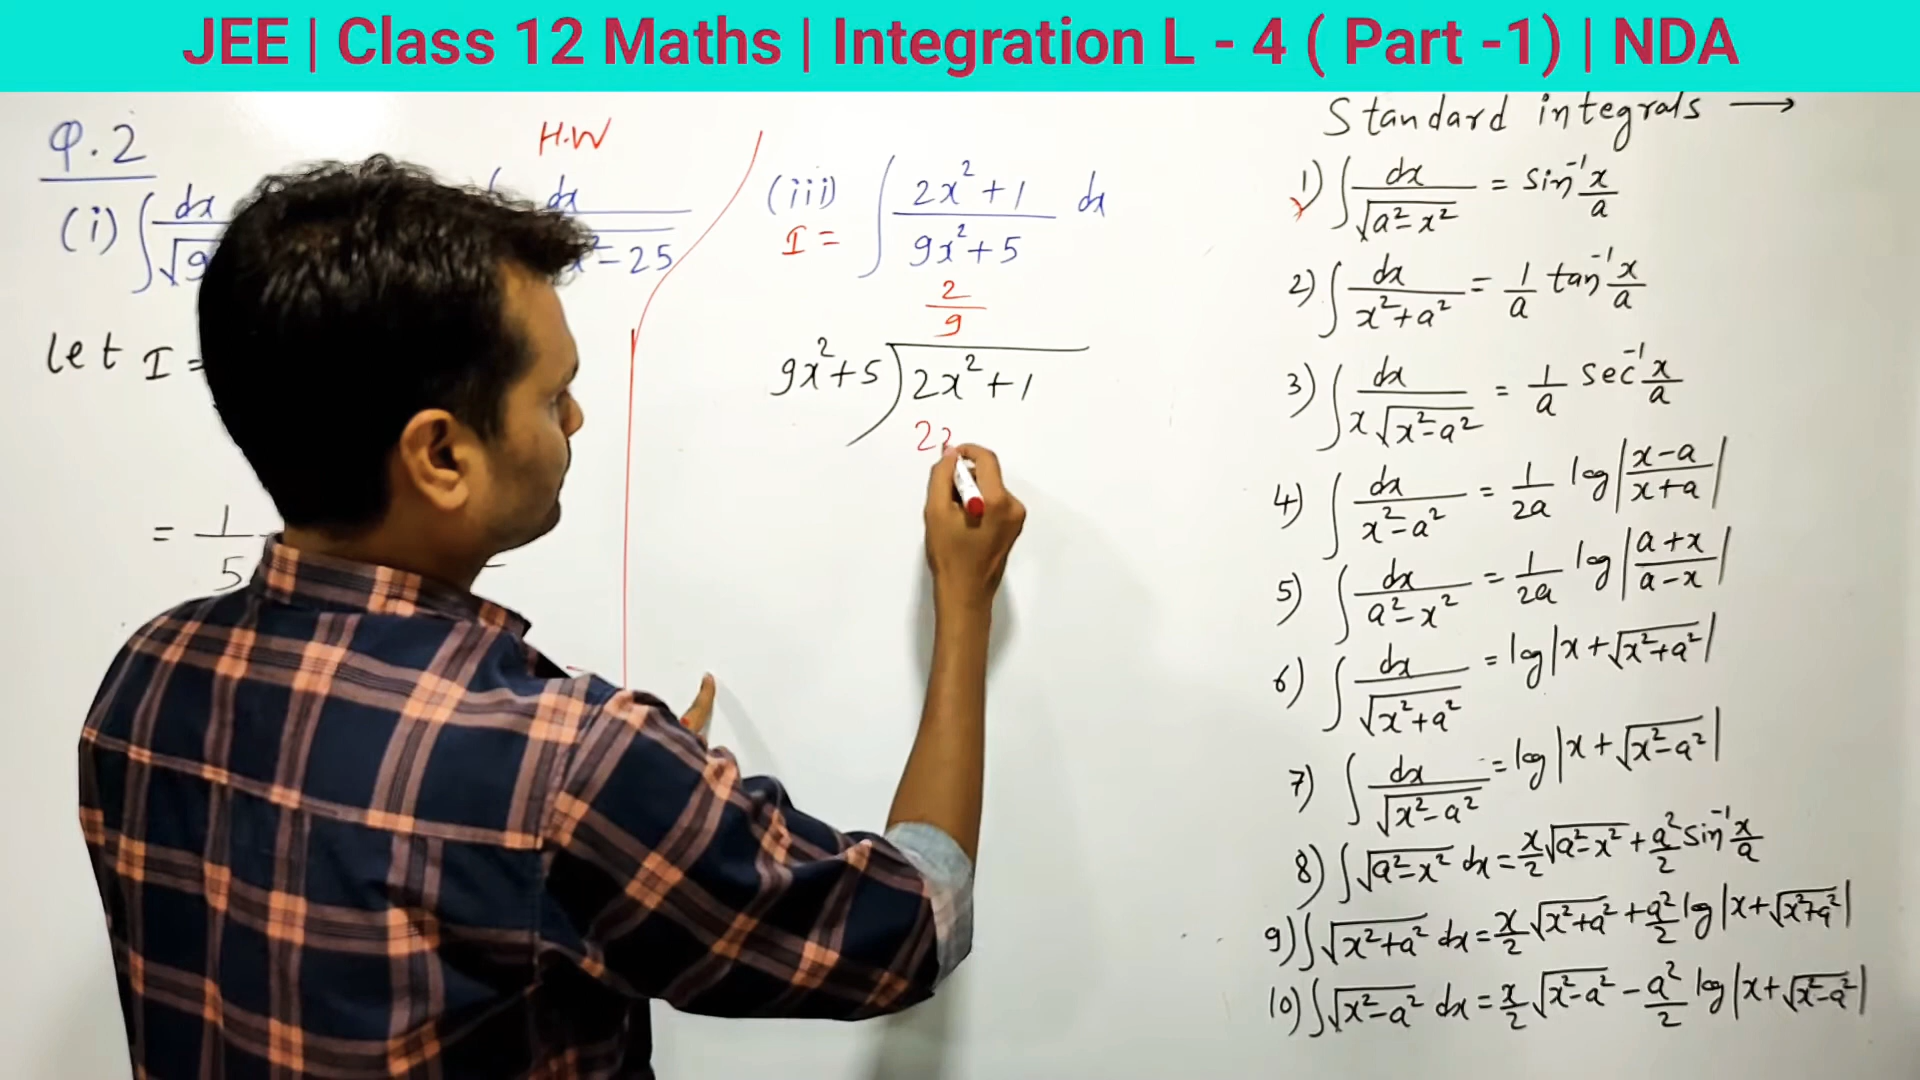 JEE | Class 12 Maths | Integration L - 4 ( Part -1) | NDA
Q.2
H.W
(i) ∫ dx / √9
dx / x² – 25
let I =
= 1/5
(iii) I = ∫ (2x² + 1) / (9x² + 5) dx
2/9
9x² + 5 ) 2x² + 1
2
Standard integrals →
1) ∫ dx / √(a² – x²) = sin⁻¹ x/a
2) ∫ dx / (x² + a²) = 1/a tan⁻¹ x/a
3) ∫ dx / (x √(x² – a²)) = 1/a sec⁻¹ x/a
4) ∫ dx / (x² – a²) = 1/2a log |(x – a) / (x + a)|
5) ∫ dx / (a² – x²) = 1/2a log |(a + x) / (a – x)|
6) ∫ dx / √(x² + a²) = log |x + √(x² + a²)|
7) ∫ dx / √(x² – a²) = log |x + √(x² – a²)|
8) ∫ √(a² – x²) dx = x/2 √(a² – x²) + a²/2 sin⁻¹ x/a
9) ∫ √(x² + a²) dx = x/2 √(x² + a²) + a²/2 log |x + √(x² + a²)|
10) ∫ √(x² – a²) dx = x/2 √(x² – a²) – a²/2 log |x + √(x² – a²)|